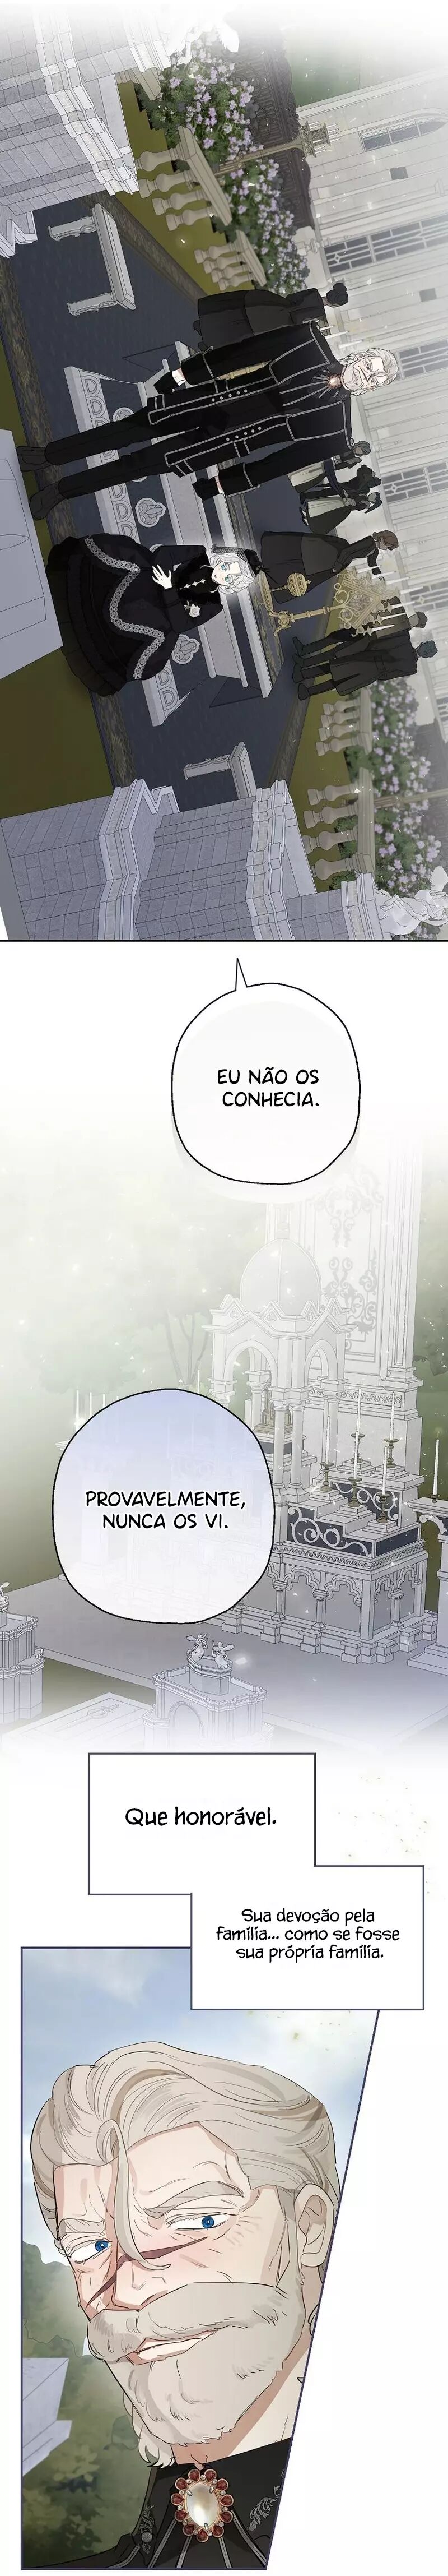 EU NÃO OS
CONHECIA.
PROVAVELMENTE,
NUNCA OS VI.
Que honorável.
Sua devoção pela
família... como se fosse
sua própria família.